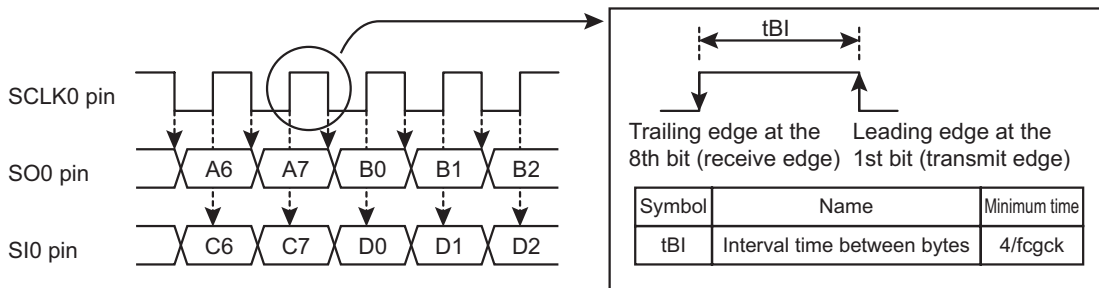 SCLK0 pin
SO0 pin
A6 A7 B0 B1 B2
SI0 pin
C6 C7 D0 D1 D2
tBI
Trailing edge at the
8th bit (receive edge)
Leading edge at the
1st bit (transmit edge)
Symbol Name Minimum time
tBI Interval time between bytes 4/fcgck